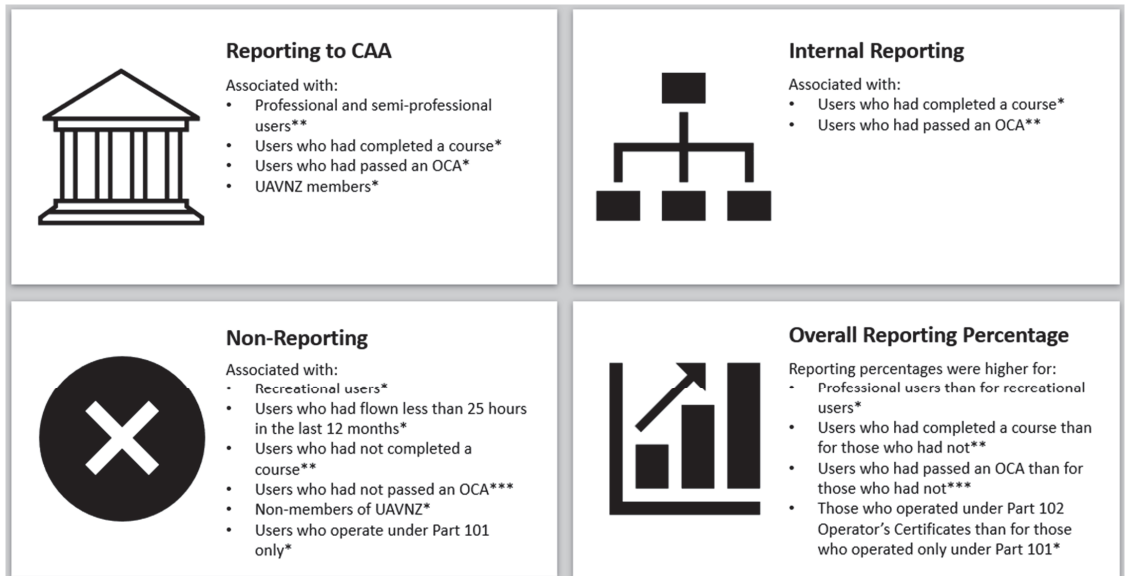 Reporting to CAA
Associated with:
• Professional and semi-professional
users**
• Users who had completed a course*
• Users who had passed an OCA*
• UAVNZ members*
Internal Reporting
Associated with:
• Users who had completed a course*
• Users who had passed an OCA**
Non-Reporting
Associated with:
• Recreational users*
• Users who had flown less than 25 hours
in the last 12 months*
• Users who had not completed a
course**
• Users who had not passed an OCA***
• Non-members of UAVNZ*
• Users who operate under Part 101
only*
Overall Reporting Percentage
Reporting percentages were higher for:
• Professional users than for recreational
users*
• Users who had completed a course than
for those who had not**
• Users who had passed an OCA than for
those who had not***
• Those who operated under Part 102
Operator’s Certificates than for those
who operated only under Part 101*